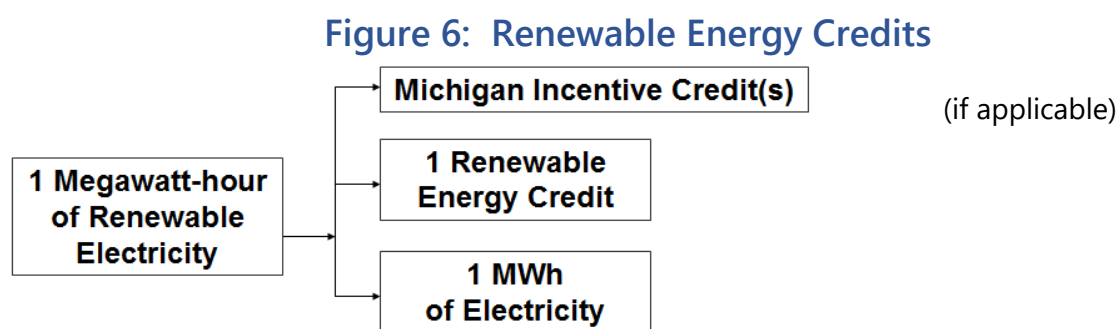 Figure 6:  Renewable Energy Credits
Michigan Incentive Credit(s)
(if applicable)
1 Megawatt-hour
of Renewable
Electricity
1 Renewable
Energy Credit
1 MWh
of Electricity